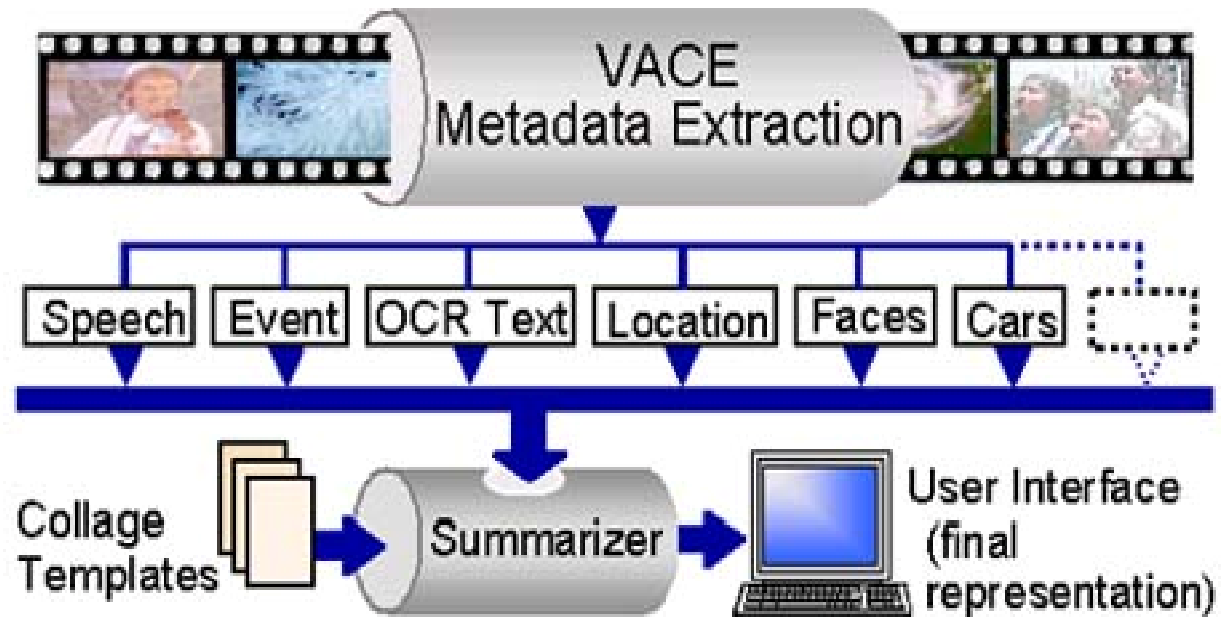 VACE
Metadata Extraction
Speech
Event
OCR Text
Location
Faces
Cars
Collage
Templates
Summarizer
User Interface
(final
representation)